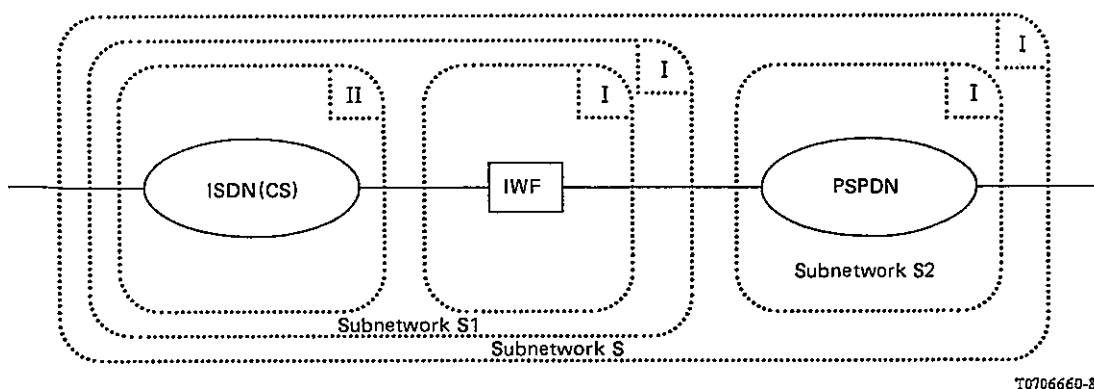 I
I
II
I
I
ISDN (CS)
IWF
PSPDN
Subnetwork S2
Subnetwork S1
Subnetwork S
T0706660-8